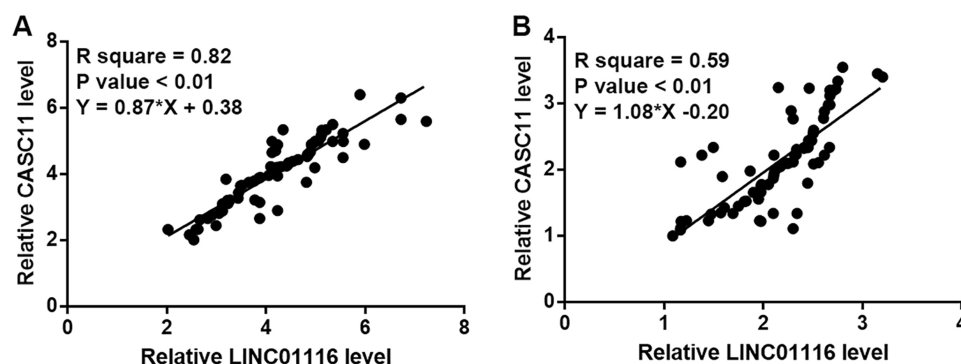 A
R square = 0.82
P value < 0.01
Y = 0.87*X + 0.38
Relative CASC11 level
8
6
4
2
0
0 2 4 6 8
Relative LINC01116 level
B
R square = 0.59
P value < 0.01
Y = 1.08*X -0.20
Relative CASC11 level
4
3
2
1
0
0 1 2 3 4
Relative LINC01116 level